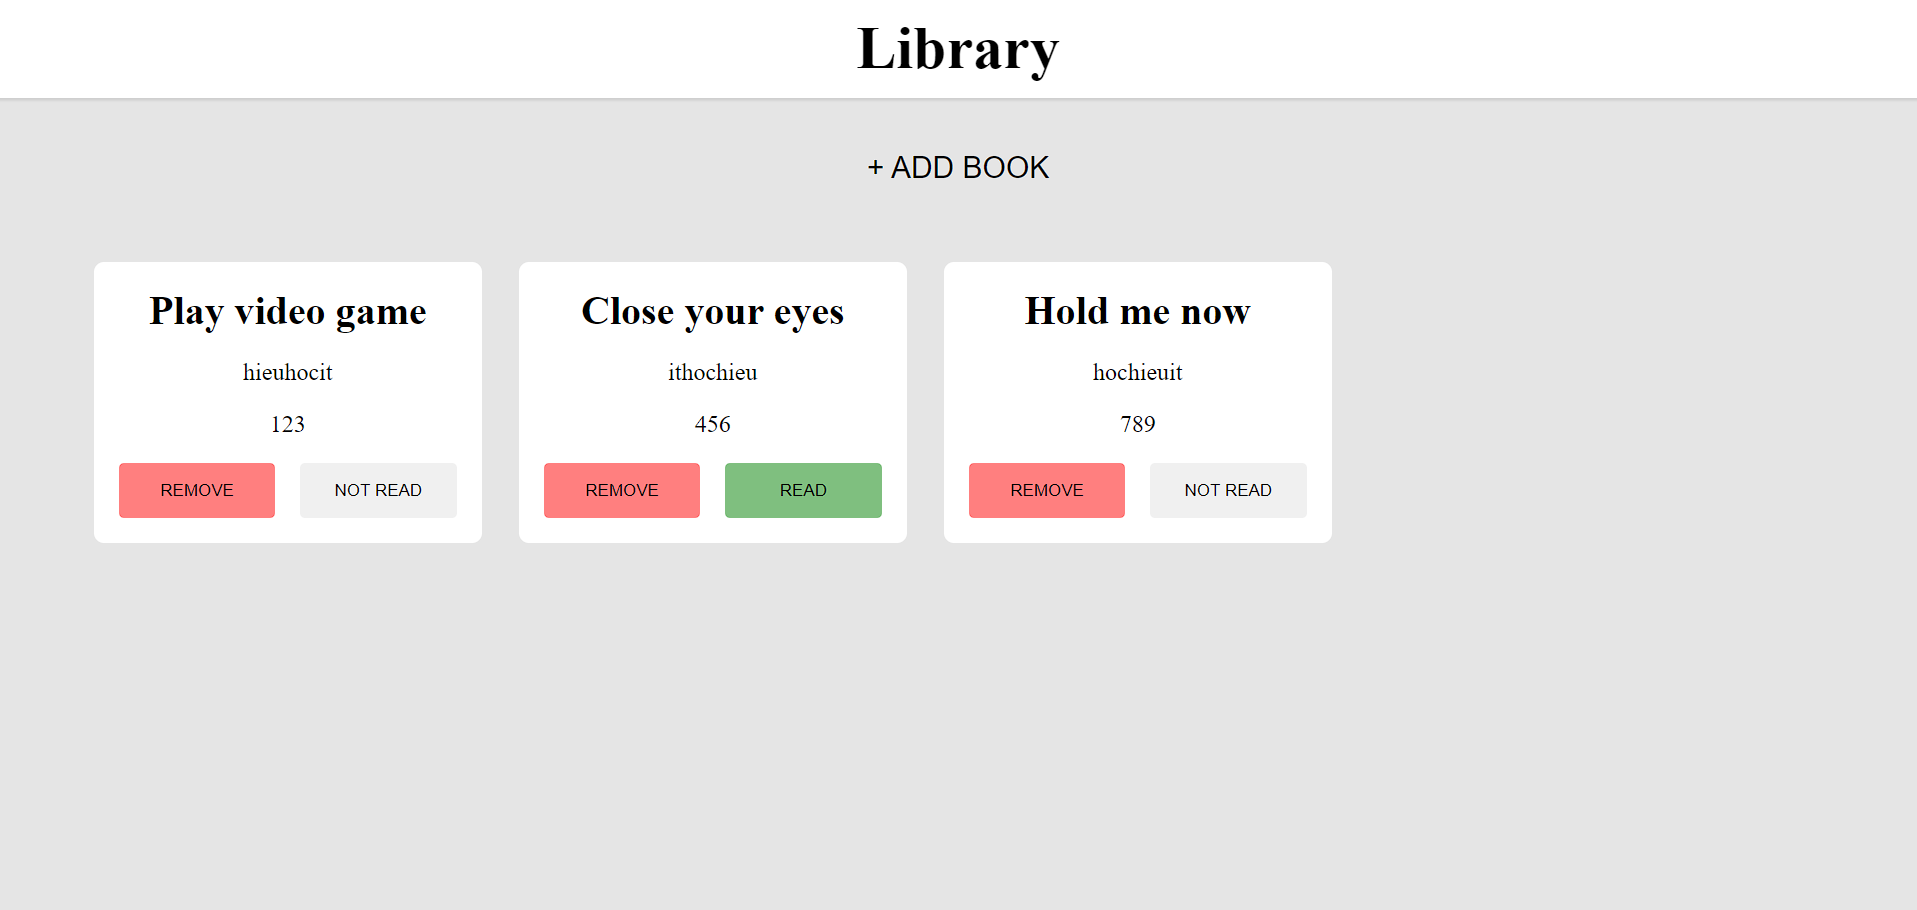 Library
+ ADD BOOK
Play video game
hieuhocit
123
REMOVE
NOT READ
Close your eyes
ithochieu
456
REMOVE
READ
Hold me now
hochieuit
789
REMOVE
NOT READ